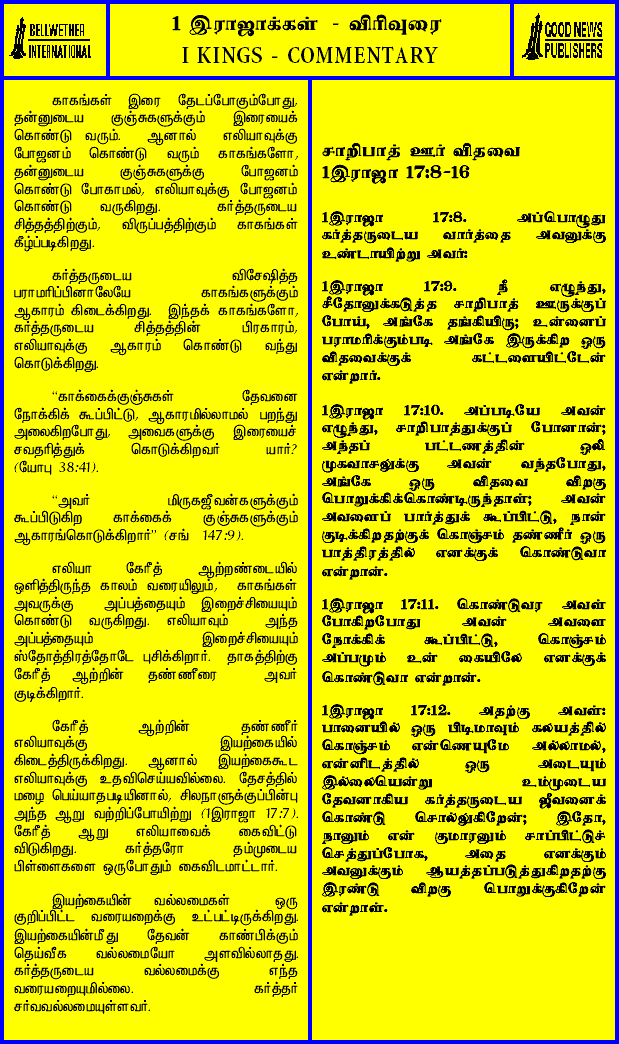 BELLWETHER
INTERNATIONAL
1 இராஜாக்கள் - விரிவுரை
I KINGS - COMMENTARY
GOOD NEWS
PUBLISHERS
காகங்கள் இரை தேடப்போகும்போது,
தன்னுடைய குஞ்சுகளுக்கும் இரையைக்
கொண்டு வரும். ஆனால் எலியாவுக்கு
போஜனம் கொண்டு வரும் காகங்களோ,
தன்னுடைய குஞ்சுகளுக்கு போஜனம்
கொண்டு போகாமல், எலியாவுக்கு போஜனம்
கொண்டு வருகிறது. கர்த்தருடைய
சித்தத்திற்கும், விருப்பத்திற்கும் காகங்கள்
கீழ்ப்படிகிறது.
கர்த்தருடைய விசேஷித்த
பராமரிப்பினாலேயே காகங்களுக்கும்
ஆகாரம் கிடைக்கிறது. இந்தக் காகங்களோ,
கர்த்தருடைய சித்தத்தின் பிரகாரம்,
எலியாவுக்கு ஆகாரம் கொண்டு வந்து
கொடுக்கிறது.
“காக்கைக்குஞ்சுகள் தேவனை
நோக்கிக் கூப்பிட்டு, ஆகாரமில்லாமல் பறந்து
அலைகிறபோது, அவைகளுக்கு இரையைச்
சவதரித்துக் கொடுக்கிறவர் யார்?
(யோபு 38:41).
“அவர் மிருகஜீவன்களுக்கும்
கூப்பிடுகிற காக்கைக் குஞ்சுகளுக்கும்
ஆகாரங்கொடுக்கிறார்” (சங் 147:9).
எலியா கேரீத் ஆற்றண்டையில்
ஒளித்திருந்த காலம் வரையிலும், காகங்கள்
அவருக்கு அப்பத்தையும் இறைச்சியையும்
கொண்டு வருகிறது. எலியாவும் அந்த
அப்பத்தையும் இறைச்சியையும்
ஸ்தோத்திரத்தோடே புசிக்கிறார். தாகத்திற்கு
கேரீத் ஆற்றின் தண்ணீரை அவர்
குடிக்கிறார்.
கேரீத் ஆற்றின் தண்ணீர்
எலியாவுக்கு இயற்கையில்
கிடைத்திருக்கிறது. ஆனால் இயற்கைகூட
எலியாவுக்கு உதவிசெய்யவில்லை. தேசத்தில்
மழை பெய்யாதபடியினால், சிலநாளுக்குப்பின்பு
அந்த ஆறு வற்றிப்போயிற்று (1இராஜா 17:7).
கேரீத் ஆறு எலியாவைக் கைவிட்டு
விடுகிறது. கர்த்தரோ தம்முடைய
பிள்ளைகளை ஒருபோதும் கைவிடமாட்டார்.
இயற்கையின் வல்லமைகள் ஒரு
குறிப்பிட்ட வரையறைக்கு உட்பட்டிருக்கிறது.
இயற்கையின்மீது தேவன் காண்பிக்கும்
தெய்வீக வல்லமையோ அளவில்லாதது.
கர்த்தருடைய வல்லமைக்கு எந்த
வரையறையுமில்லை. கர்த்தர்
சர்வவல்லமையுள்ளவர்.
சாறிபாத் ஊர் விதவை
1இராஜா 17:8-16
1இராஜா 17:8. அப்பொழுது
கர்த்தருடைய வார்த்தை அவனுக்கு
உண்டாயிற்று அவர்:
1இராஜா 17:9. நீ எழுந்து,
சீதோனுக்கடுத்த சாறிபாத் ஊருக்குப்
போய், அங்கே தங்கியிரு; உன்னைப்
பராமரிக்கும்படி அங்கே இருக்கிற ஒரு
விதவைக்குக் கட்டளையிட்டேன்
என்றார்.
1இராஜா 17:10. அப்படியே அவன்
எழுந்து, சாறிபாத்துக்குப் போனான்;
அந்தப் பட்டணத்தின் ஒலி
முகவாசலுக்கு அவன் வந்தபோது,
அங்கே ஒரு விதவை விறகு
பொறுக்கிக்கொண்டிருந்தாள்; அவன்
அவளைப் பார்த்துக் கூப்பிட்டு, நான்
குடிக்கிறதற்குக் கொஞ்சம் தண்ணீர் ஒரு
பாத்திரத்தில் எனக்குக் கொண்டுவா
என்றான்.
1இராஜா 17:11. கொண்டுவர அவள்
போகிறபோது அவன் அவளை
நோக்கிக் கூப்பிட்டு, கொஞ்சம்
அப்பமும் உன் கையிலே எனக்குக்
கொண்டுவா என்றான்.
1இராஜா 17:12. அதற்கு அவள்:
பானையில் ஒரு பிடிமாவும் கலயத்தில்
கொஞ்சம் எண்ணெயுமே அல்லாமல்,
என்னிடத்தில் ஒரு அடையும்
இல்லையென்று உம்முடைய
தேவனாகிய கர்த்தருடைய ஜீவனைக்
கொண்டு சொல்லுகிறேன்; இதோ,
நானும் என் குமாரனும் சாப்பிட்டுச்
செத்துப்போக, அதை எனக்கும்
அவனுக்கும் ஆயத்தப்படுத்துகிறதற்கு
இரண்டு விறகு பொறுக்குகிறேன்
என்றாள்.